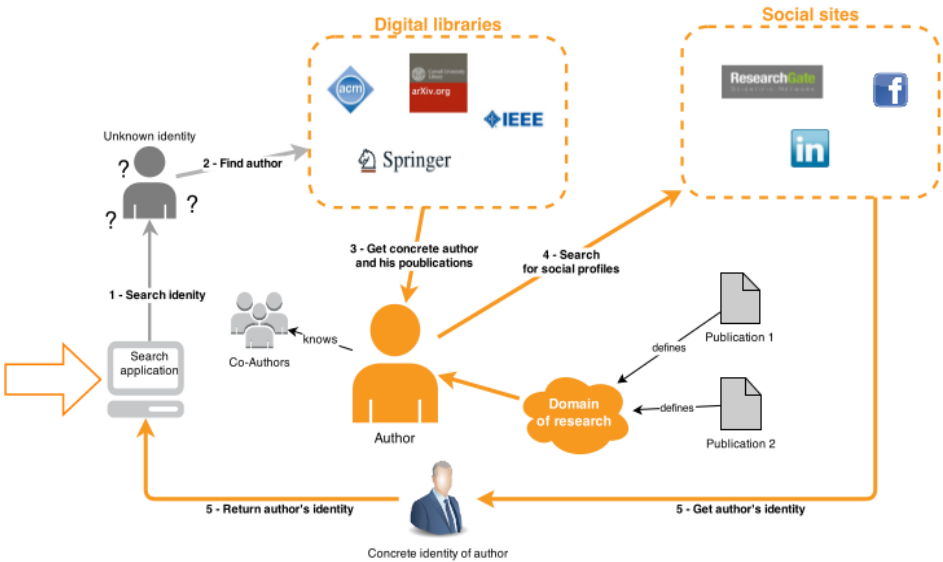 Digital libraries
Social sites
acm
Cornell University
Library
arXiv.org
IEEE
Springer
ResearchGate
Scientific Network
f
in
Unknown identity
?
?
?
2 - Find author
3 - Get concrete author
and his poublications
4 - Search
for social profiles
1 - Search idenity
Search
application
Co-Authors
knows
Author
Domain
of research
defines
Publication 1
defines
Publication 2
5 - Return author's identity
5 - Get author's identity
Concrete identity of author